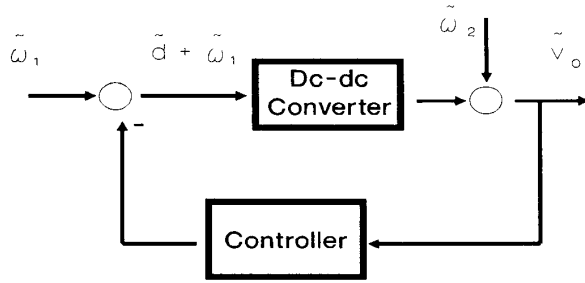 ω̃₁
d̃ + ω̃₁
ω̃₂
ṽₒ
Dc-dc
Converter
-
Controller